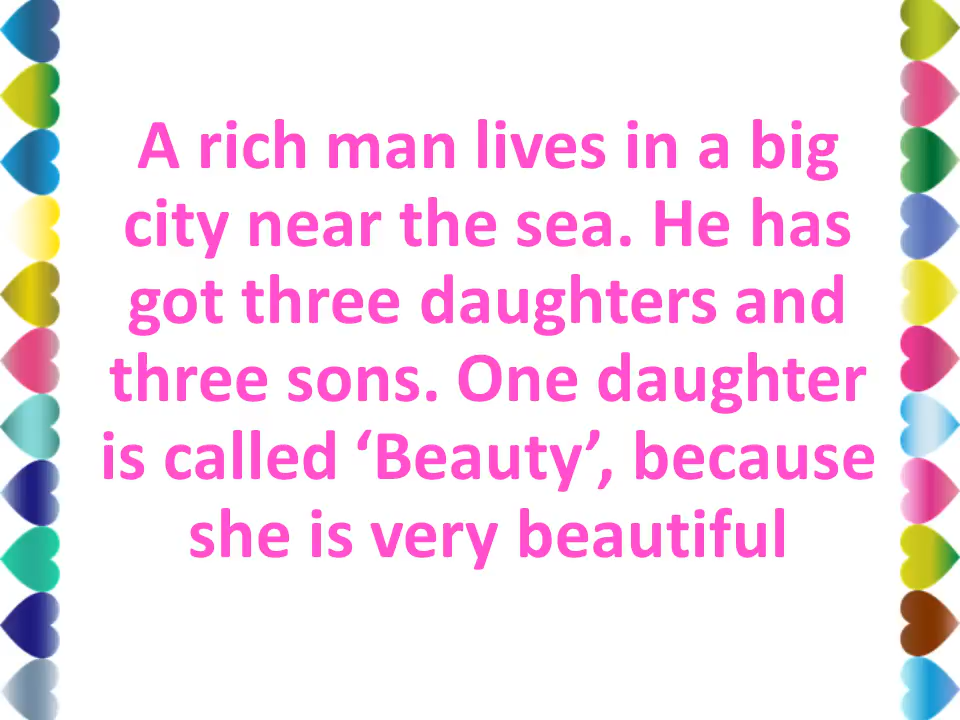 A rich man lives in a big
city near the sea. He has
got three daughters and
three sons. One daughter
is called ‘Beauty’, because
she is very beautiful